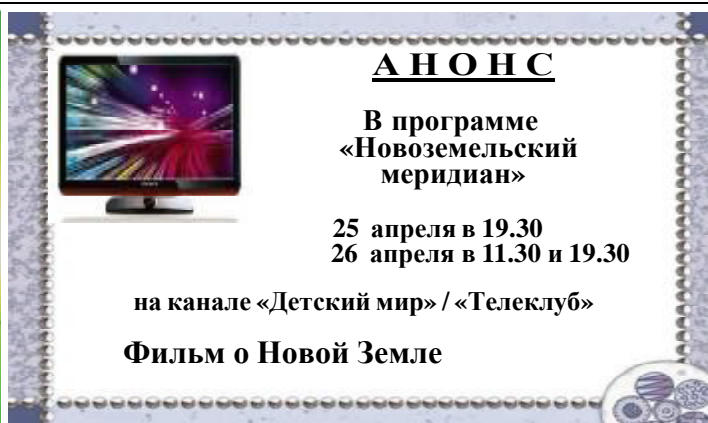 АНОНС
В программе
«Новоземельский
меридиан»
25 апреля в 19.30
26 апреля в 11.30 и 19.30
на канале «Детский мир» / «Телеклуб»
Фильм о Новой Земле